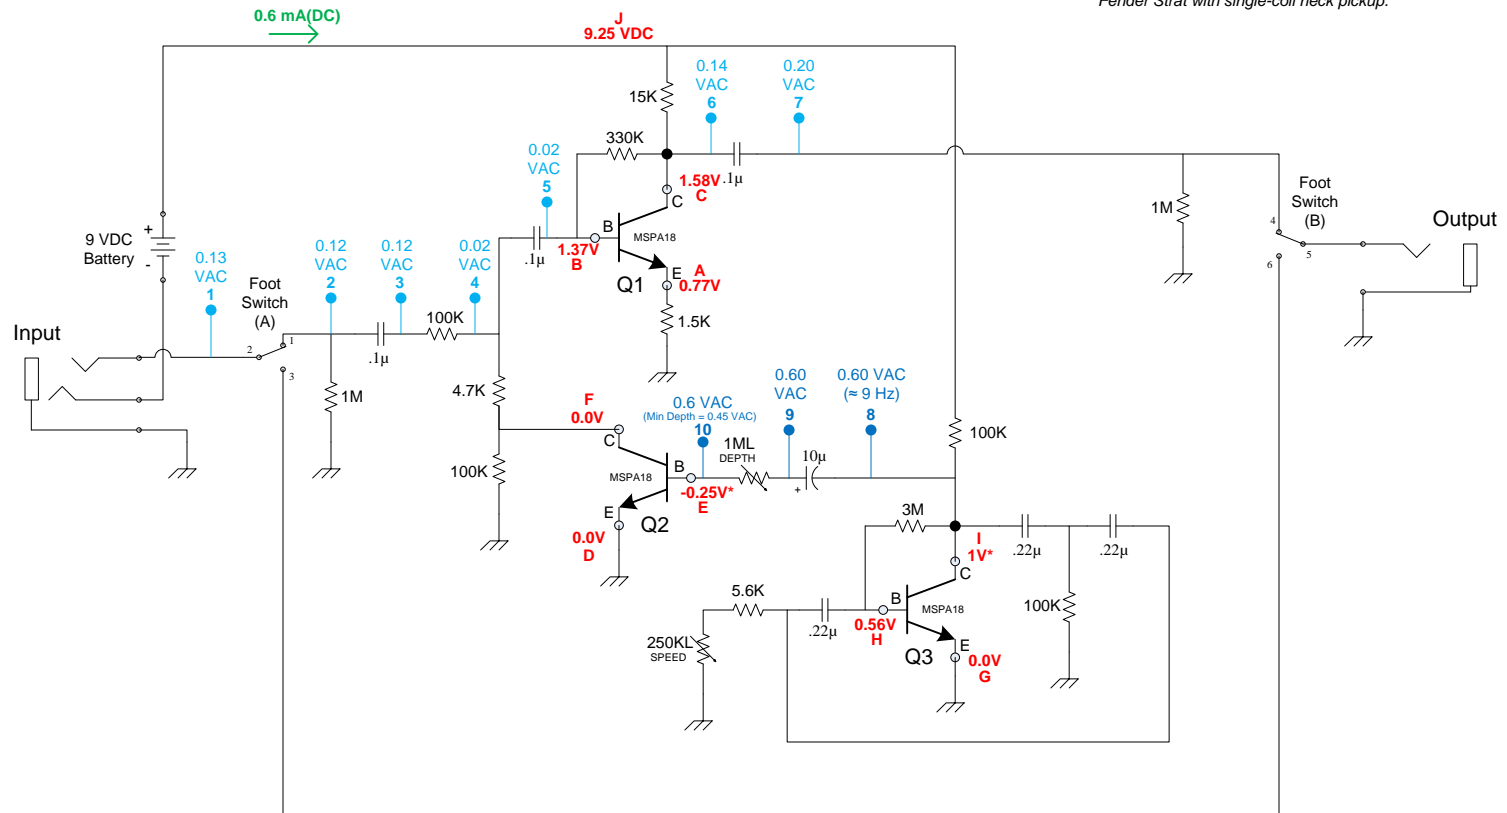 Fender Strat with single-coil neck pickup.
0.6 mA(DC)
J
9.25 VDC
0.14
VAC
6
0.20
VAC
7
15K
330K
0.02
VAC
5
.1µ
1.58V
C
C
B
MSPA18
1.37V
B
.1µ
Q1
E
A
0.77V
1.5K
1M
Foot
Switch
(B)
4
5
6
Output
+
9 VDC
Battery
-
0.13
VAC
1
Foot
Switch
(A)
0.12
VAC
2
0.12
VAC
3
0.02
VAC
4
Input
2
1
3
.1µ
100K
1M
4.7K
F
0.0V
C
100K
MSPA18
B
E
Q2
0.0V
D
0.6 VAC
(Min Depth = 0.45 VAC)
10
-0.25V*
E
1ML
DEPTH
0.60
VAC
9
10µ
+
0.60 VAC
(≈ 9 Hz)
8
100K
3M
I
1V*
C
.22µ
.22µ
B
MSPA18
0.56V
H
E
Q3
0.0V
G
100K
5.6K
.22µ
250KL
SPEED